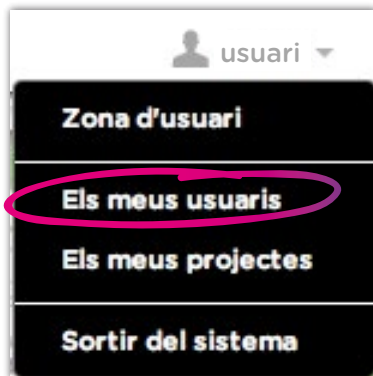 usuari
Zona d'usuari
Els meus usuaris
Els meus projectes
Sortir del sistema